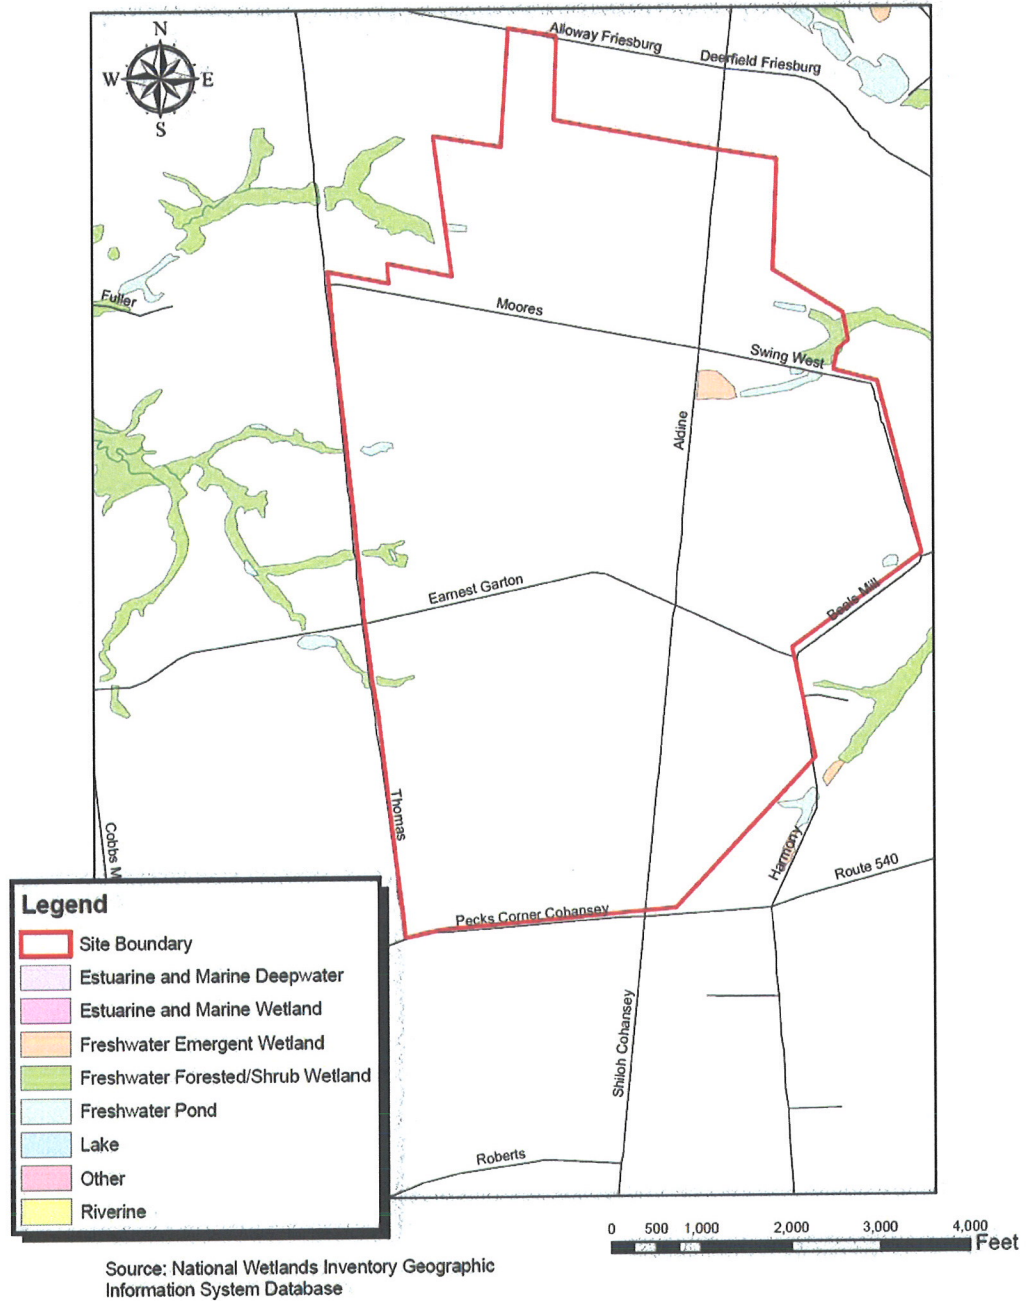 N
W E
S
Alloway Friesburg
Deerfield Friesburg
Fuller
Moores
Swing West
Aldine
Earnest Garton
Beels Mill
Thomas
Cobbs M
Harmony
Route 540
Pecks Corner Cohansey
Shiloh Cohansey
Roberts
Legend
Site Boundary
Estuarine and Marine Deepwater
Estuarine and Marine Wetland
Freshwater Emergent Wetland
Freshwater Forested/Shrub Wetland
Freshwater Pond
Lake
Other
Riverine
0 500 1,000 2,000 3,000 4,000
Feet
Source: National Wetlands Inventory Geographic
Information System Database